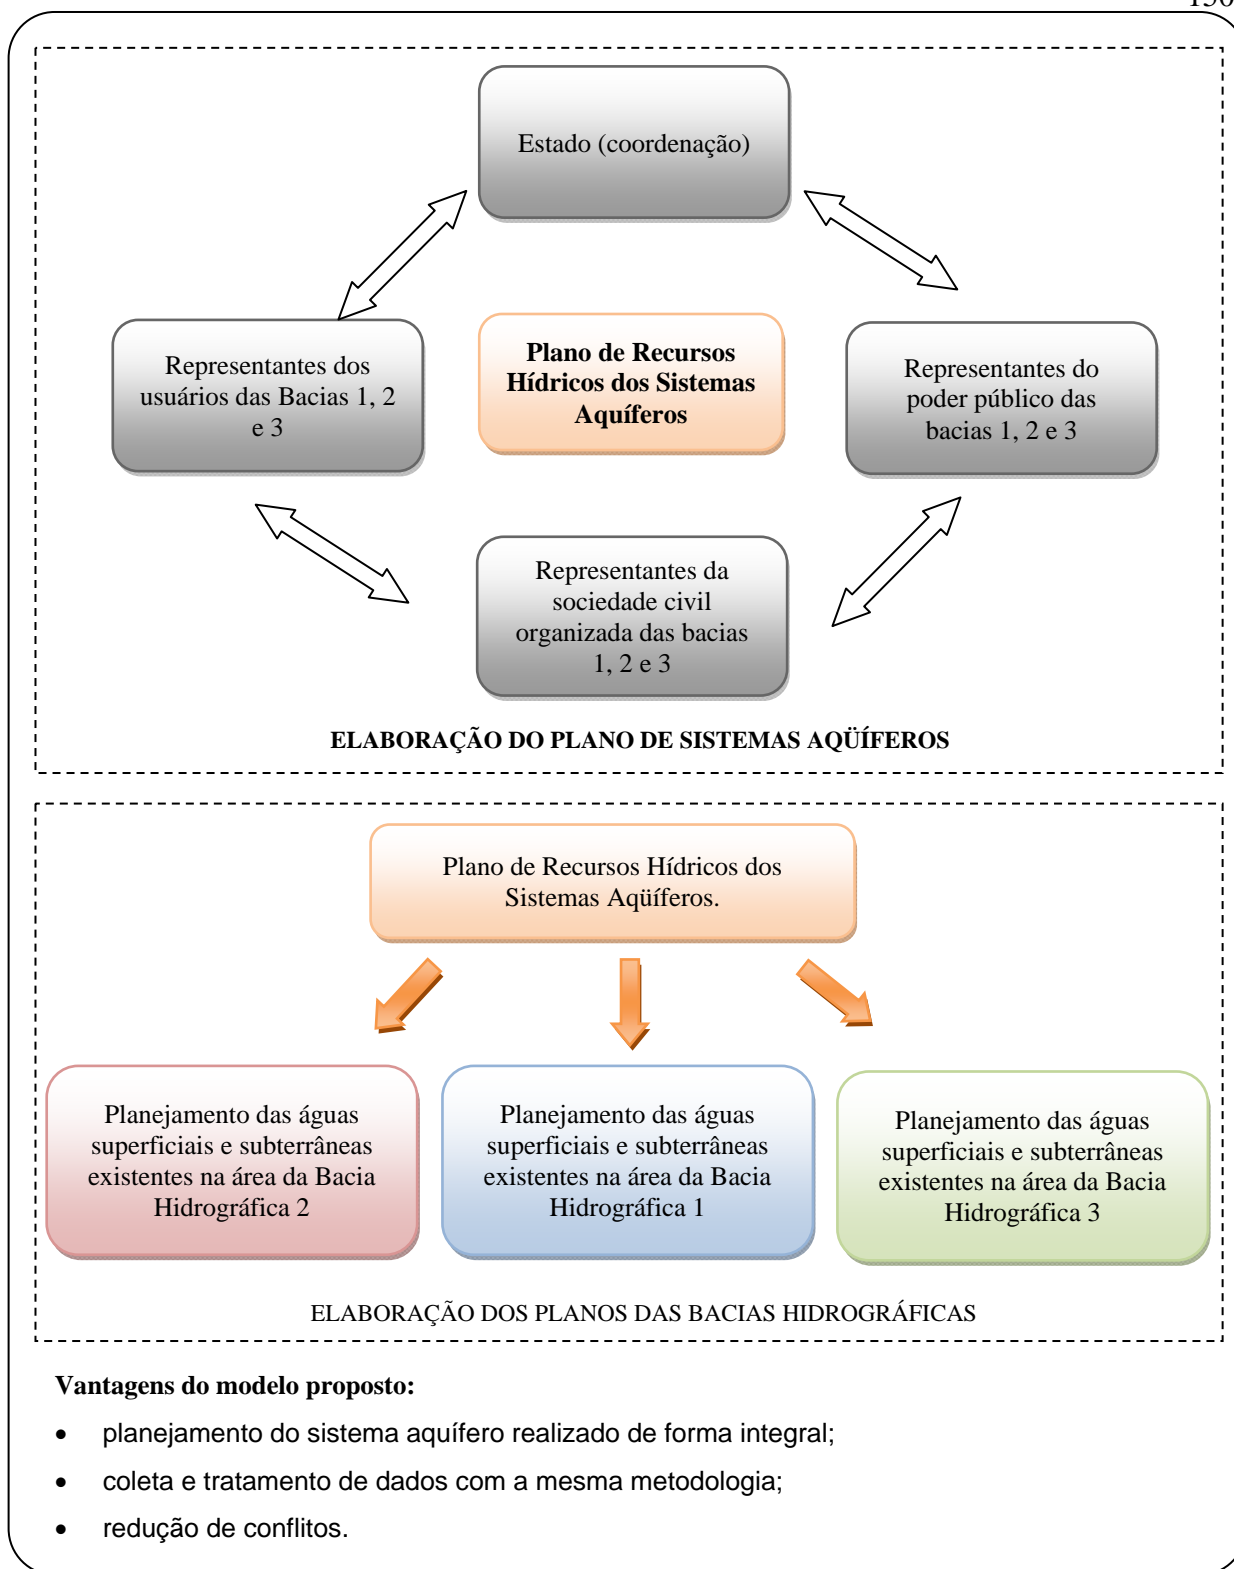 Estado (coordenação)
Representantes dos
usuários das Bacias 1, 2
e 3
Plano de Recursos
Hídricos dos Sistemas
Aquíferos
Representantes do
poder público das
bacias 1, 2 e 3
Representantes da
sociedade civil
organizada das bacias
1, 2 e 3
ELABORAÇÃO DO PLANO DE SISTEMAS AQÜÍFEROS
Plano de Recursos Hídricos dos
Sistemas Aqüíferos.
Planejamento das águas
superficiais e subterrâneas
existentes na área da Bacia
Hidrográfica 2
Planejamento das águas
superficiais e subterrâneas
existentes na área da Bacia
Hidrográfica 1
Planejamento das águas
superficiais e subterrâneas
existentes na área da Bacia
Hidrográfica 3
ELABORAÇÃO DOS PLANOS DAS BACIAS HIDROGRÁFICAS
Vantagens do modelo proposto:
• planejamento do sistema aquífero realizado de forma integral;
• coleta e tratamento de dados com a mesma metodologia;
• redução de conflitos.